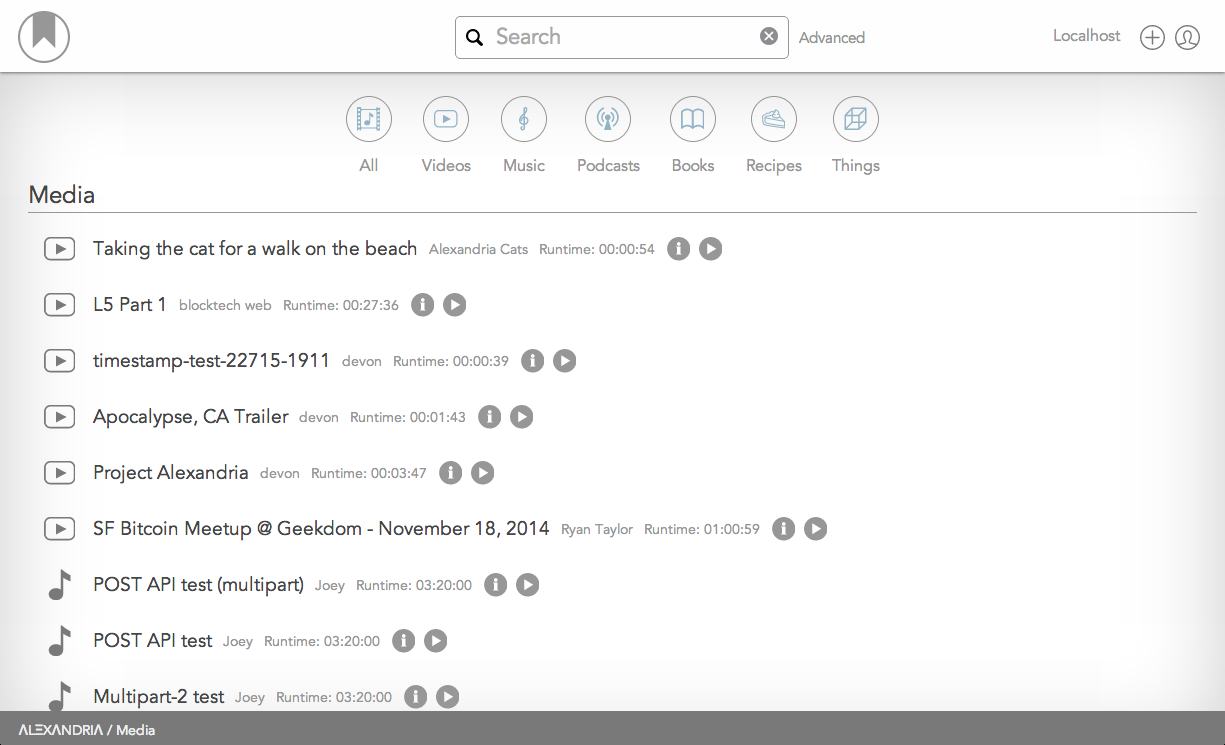 Search
Advanced
Localhost
All
Videos
Music
Podcasts
Books
Recipes
Things
Media
Taking the cat for a walk on the beach Alexandria Cats Runtime: 00:00:54
L5 Part 1 blocktech web Runtime: 00:27:36
timestamp-test-22715-1911 devon Runtime: 00:00:39
Apocalypse, CA Trailer devon Runtime: 00:01:43
Project Alexandria devon Runtime: 00:03:47
SF Bitcoin Meetup @ Geekdom - November 18, 2014 Ryan Taylor Runtime: 01:00:59
POST API test (multipart) Joey Runtime: 03:20:00
POST API test Joey Runtime: 03:20:00
Multipart-2 test Joey Runtime: 03:20:00
ALEXANDRIA / Media